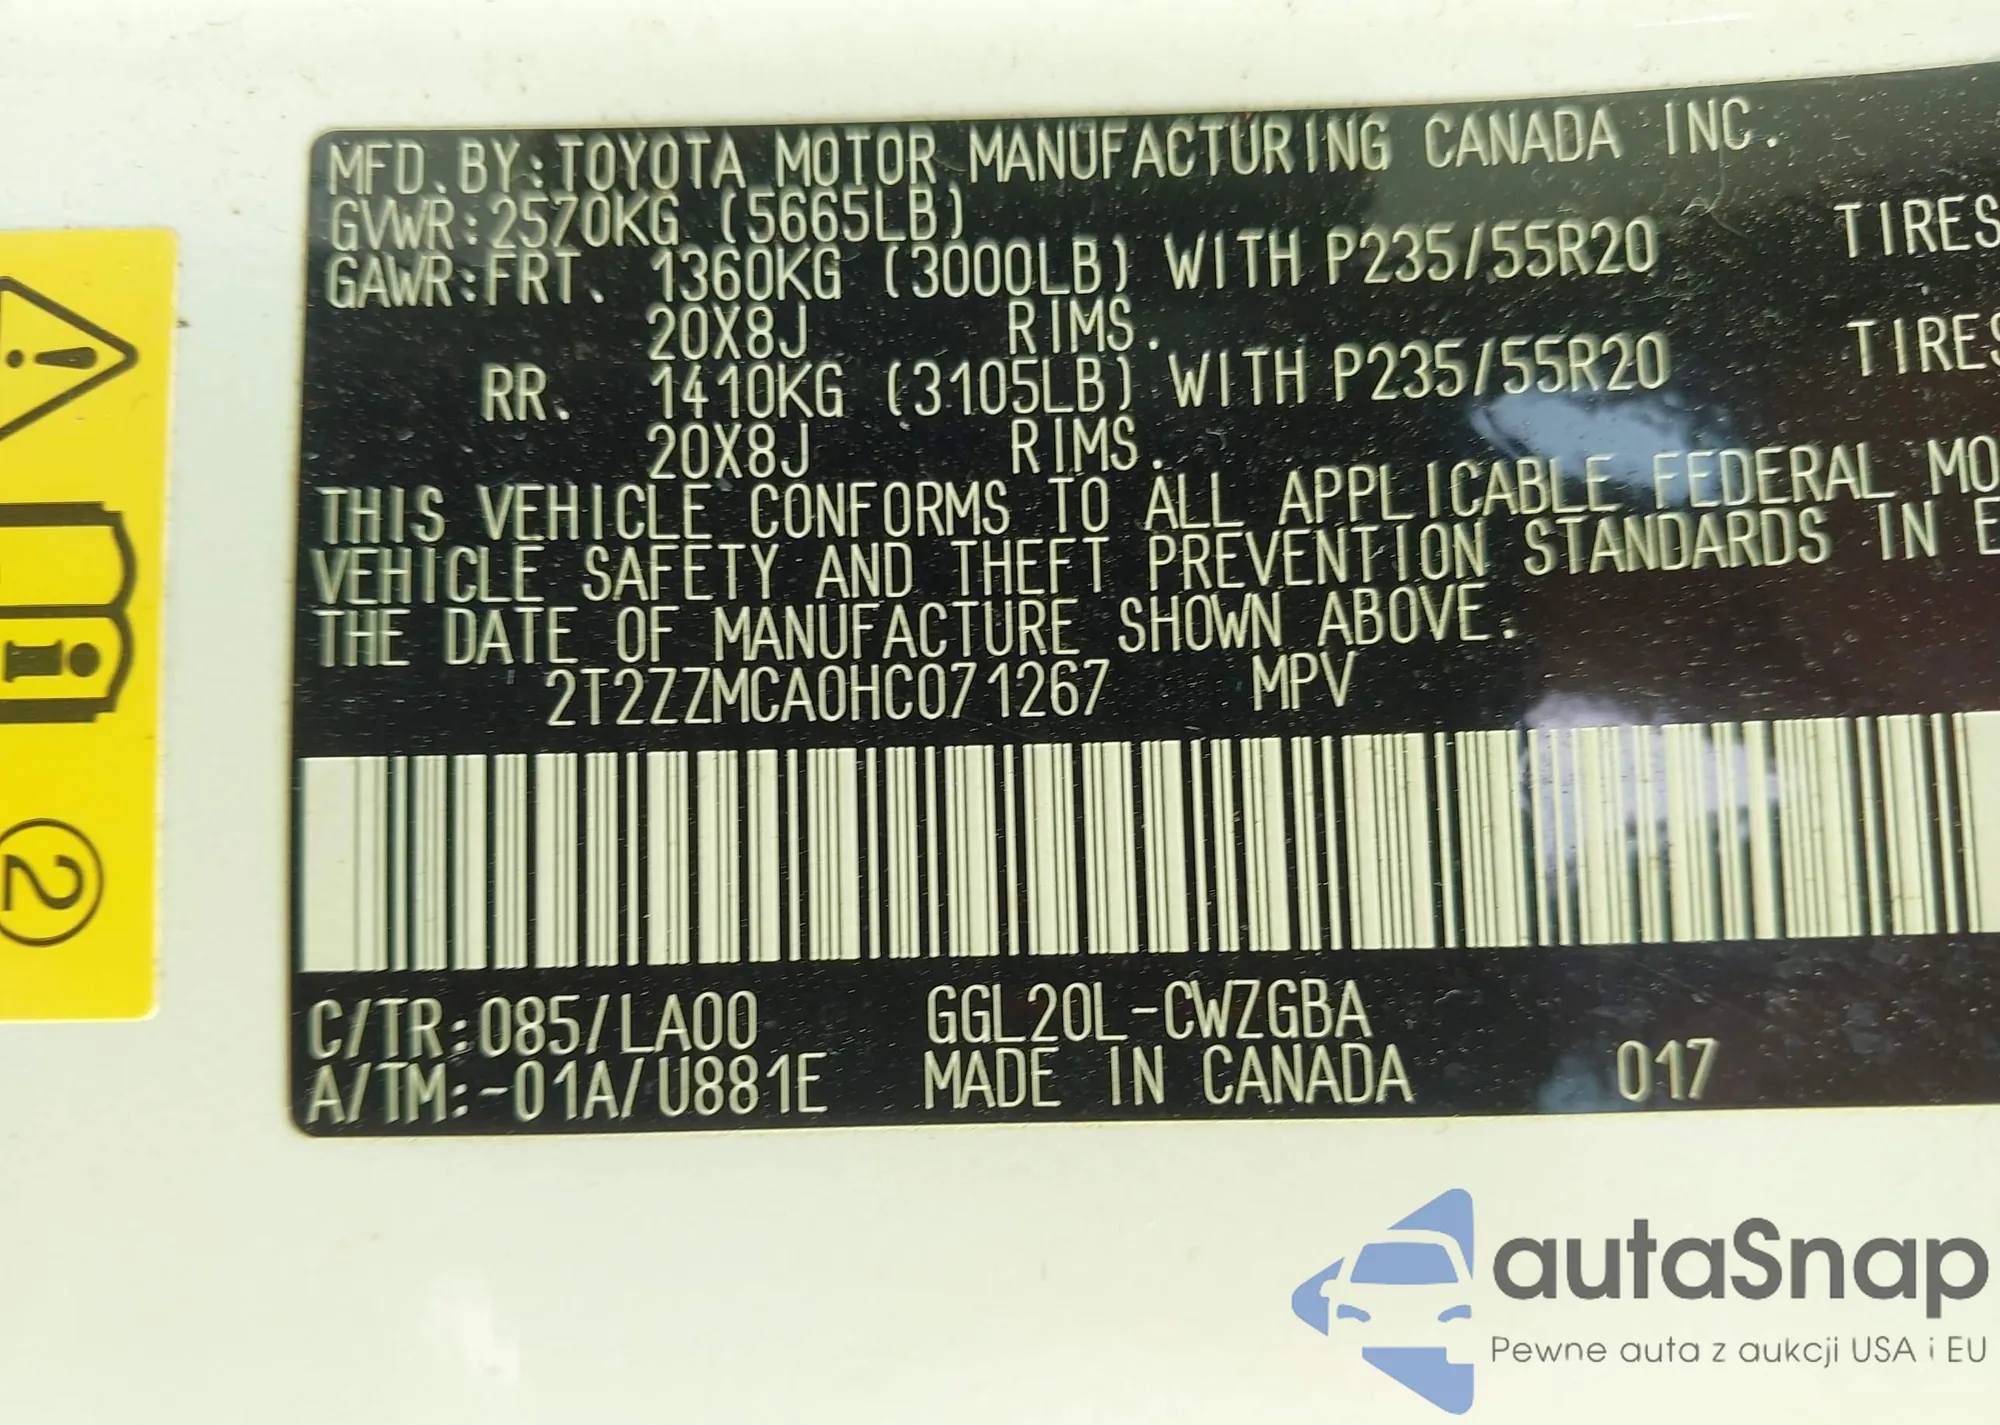 MFD. BY: TOYOTA MOTOR MANUFACTURING CANADA INC.
GVWR: 2570KG (5665LB)
GAWR: FRT. 1360KG (3000LB) WITH P235/55R20 TIRES
20X8J RIMS.
RR. 1410KG (3105LB) WITH P235/55R20 TIRES
20X8J RIMS.
THIS VEHICLE CONFORMS TO ALL APPLICABLE FEDERAL MO
VEHICLE SAFETY AND THEFT PREVENTION STANDARDS IN E
THE DATE OF MANUFACTURE SHOWN ABOVE.
2T2ZZMCA0HC071267 MPV
C/TR: 085/LA00 GGL20L-CWZGBA
A/TM: -01A/U881E MADE IN CANADA 017
i
2
autaSnap
Pewne auta z aukcji USA i EU